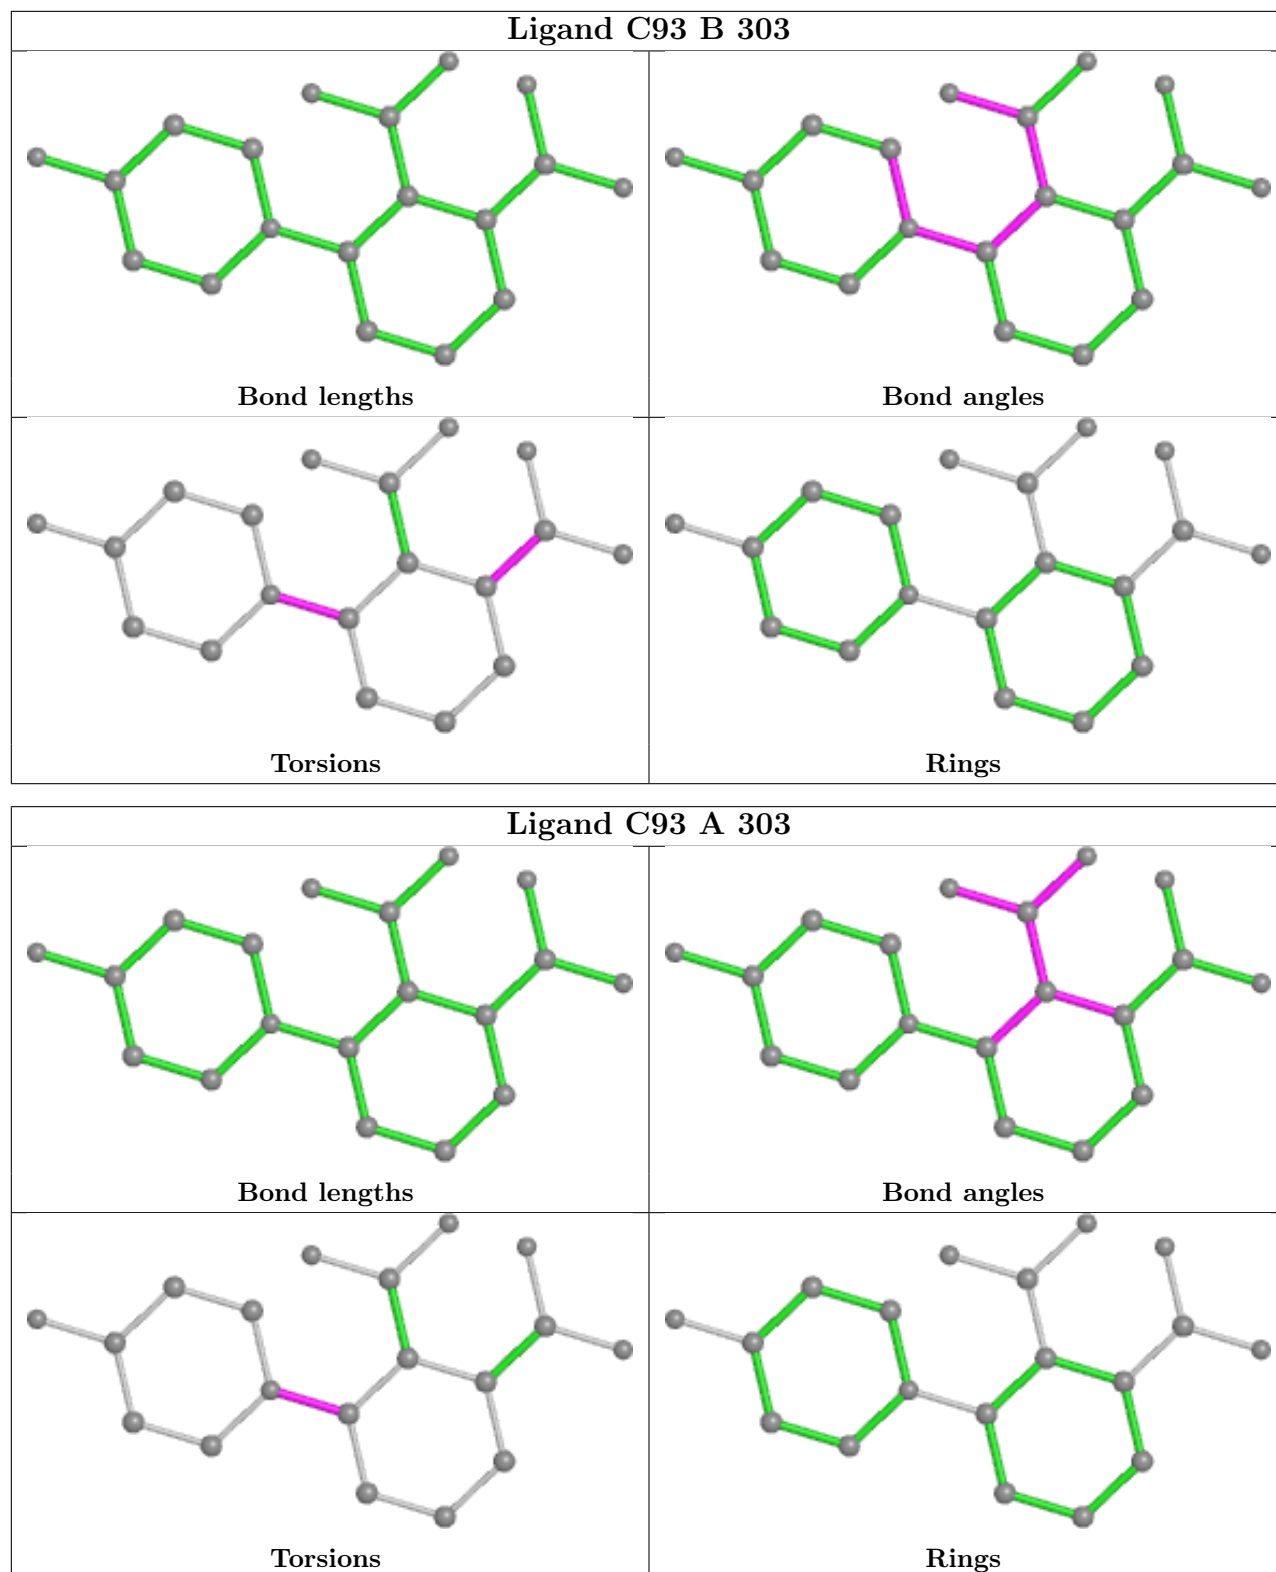 Ligand C93 B 303
Bond lengths
Bond angles
Torsions
Rings
Ligand C93 A 303
Bond lengths
Bond angles
Torsions
Rings